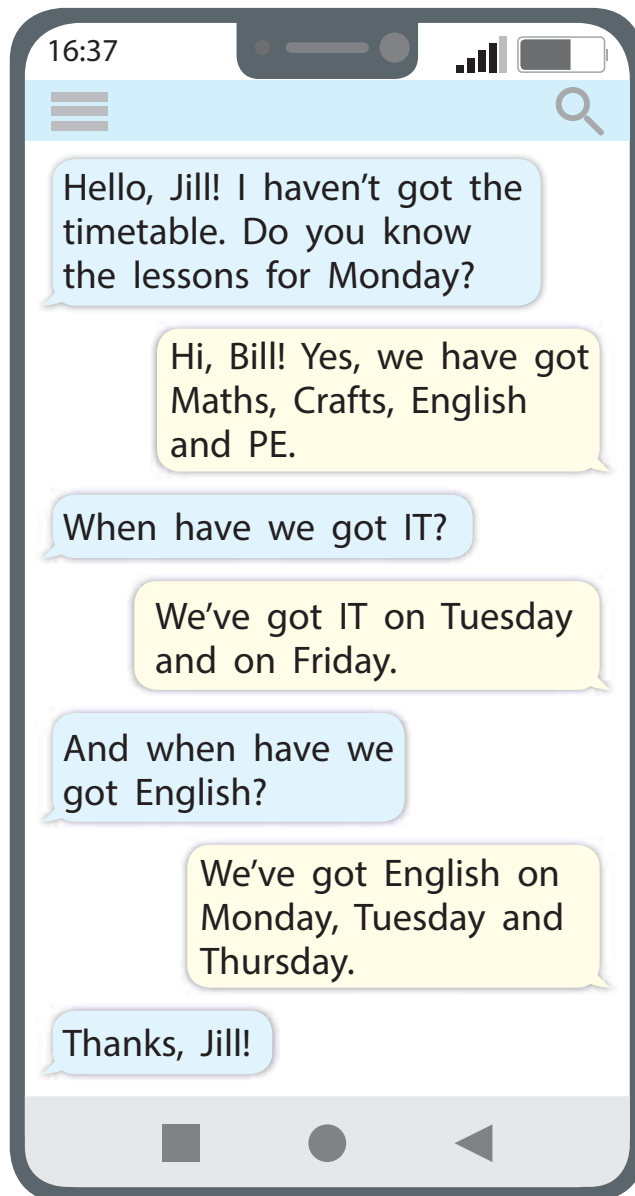 16:37
Hello, Jill! I haven’t got the
timetable. Do you know
the lessons for Monday?
Hi, Bill! Yes, we have got
Maths, Crafts, English
and PE.
When have we got IT?
We’ve got IT on Tuesday
and on Friday.
And when have we
got English?
We’ve got English on
Monday, Tuesday and
Thursday.
Thanks, Jill!